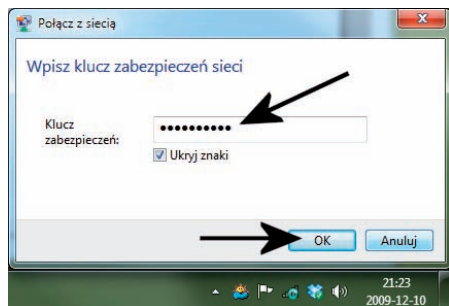 Połącz z siecią
Wpisz klucz zabezpieczeń sieci
Klucz
zabezpieczeń:
••••••••••
Ukryj znaki
OK
Anuluj
21:23
2009-12-10